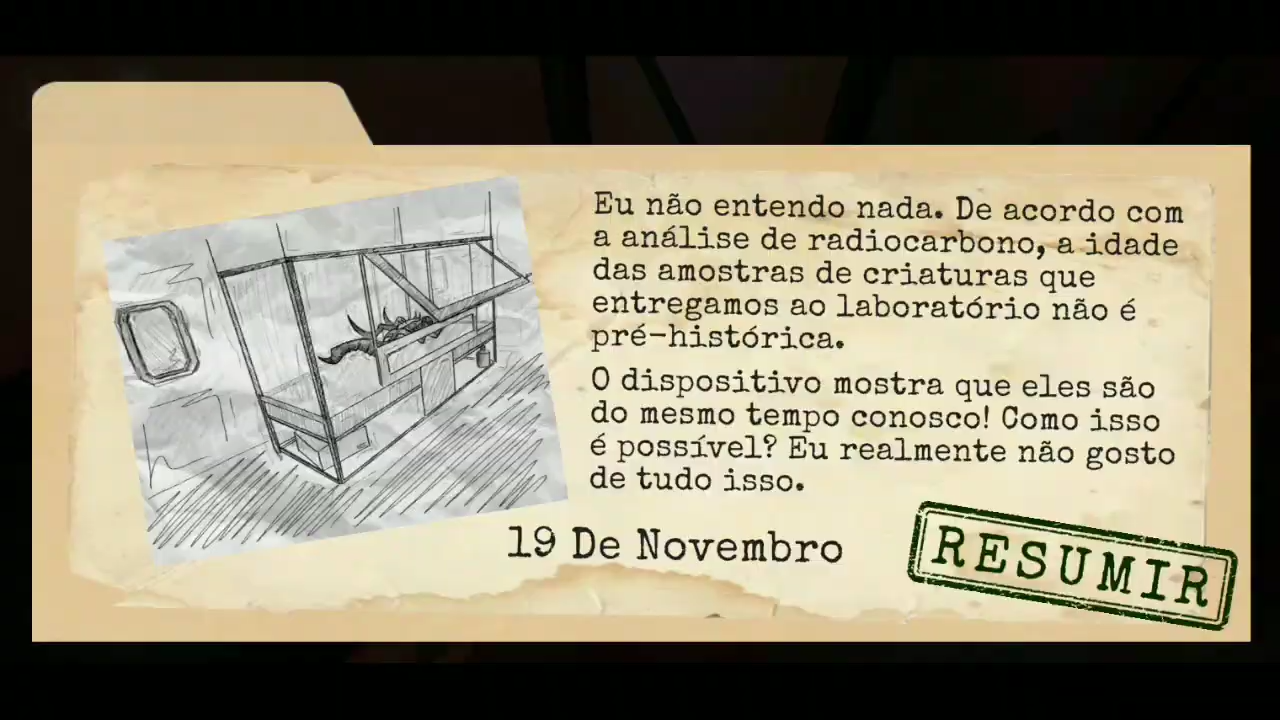 Eu não entendo nada. De acordo com
a análise de radiocarbono, a idade
das amostras de criaturas que
entregamos ao laboratório não é
pré-histórica.
O dispositivo mostra que eles são
do mesmo tempo conosco! Como isso
é possível? Eu realmente não gosto
de tudo isso.
19 De Novembro
RESUMIR